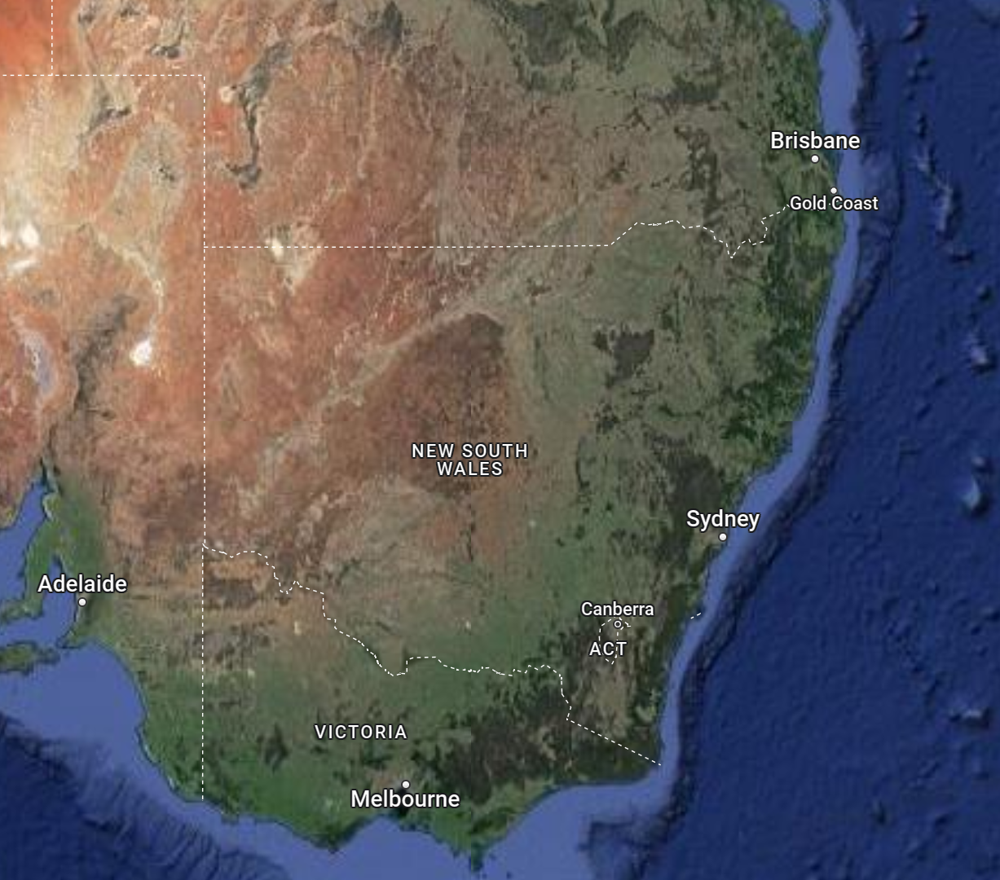 Brisbane
Gold Coast
NEW SOUTH
WALES
Sydney
Adelaide
Canberra
ACT
VICTORIA
Melbourne